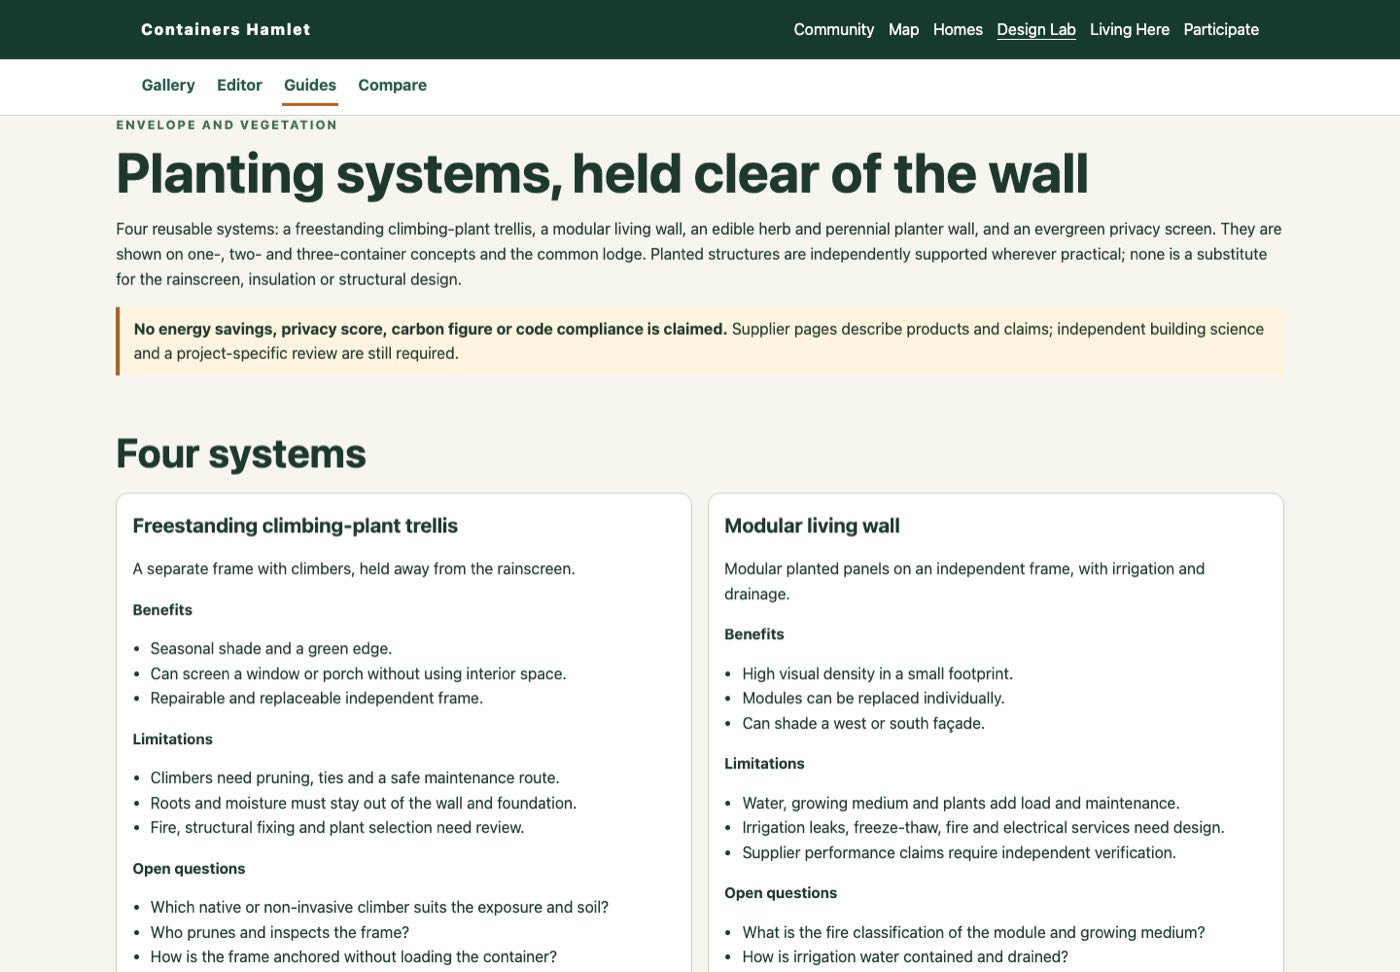 Containers Hamlet
Community Map Homes Design Lab Living Here Participate
Gallery Editor Guides Compare
ENVELOPE AND VEGETATION
Planting systems, held clear of the wall
Four reusable systems: a freestanding climbing-plant trellis, a modular living wall, an edible herb and perennial planter wall, and an evergreen privacy screen. They are
shown on one-, two- and three-container concepts and the common lodge. Planted structures are independently supported wherever practical; none is a substitute
for the rainscreen, insulation or structural design.
No energy savings, privacy score, carbon figure or code compliance is claimed. Supplier pages describe products and claims; independent building science
and a project-specific review are still required.
Four systems
Freestanding climbing-plant trellis
A separate frame with climbers, held away from the rainscreen.
Benefits
• Seasonal shade and a green edge.
• Can screen a window or porch without using interior space.
• Repairable and replaceable independent frame.
Limitations
• Climbers need pruning, ties and a safe maintenance route.
• Roots and moisture must stay out of the wall and foundation.
• Fire, structural fixing and plant selection need review.
Open questions
• Which native or non-invasive climber suits the exposure and soil?
• Who prunes and inspects the frame?
• How is the frame anchored without loading the container?
Modular living wall
Modular planted panels on an independent frame, with irrigation and
drainage.
Benefits
• High visual density in a small footprint.
• Modules can be replaced individually.
• Can shade a west or south façade.
Limitations
• Water, growing medium and plants add load and maintenance.
• Irrigation leaks, freeze-thaw, fire and electrical services need design.
• Supplier performance claims require independent verification.
Open questions
• What is the fire classification of the module and growing medium?
• How is irrigation water contained and drained?